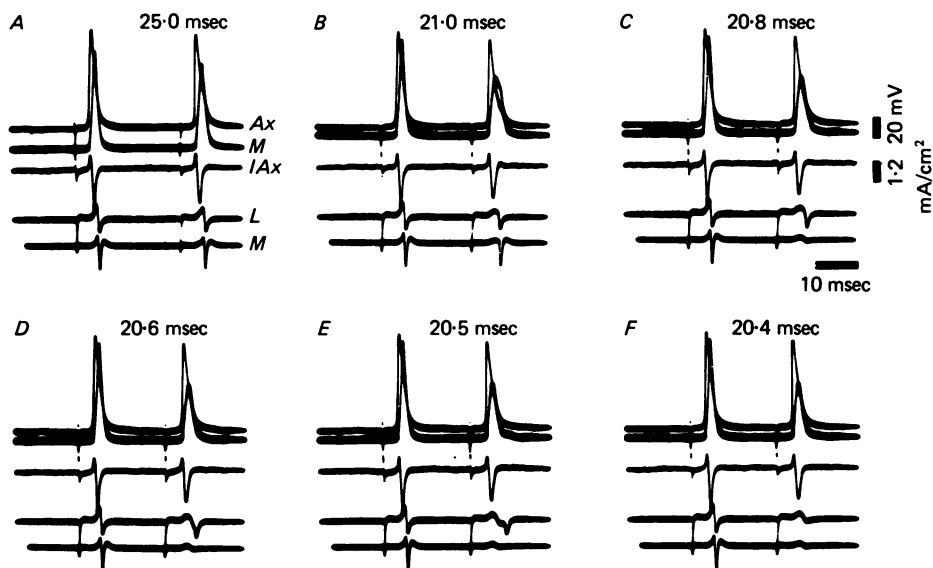 A 25·0 msec
B 21·0 msec
C 20·8 msec
Ax
M
IAx
L
M
20 mV
1·2
mA/cm²
10 msec
D 20·6 msec
E 20·5 msec
F 20·4 msec